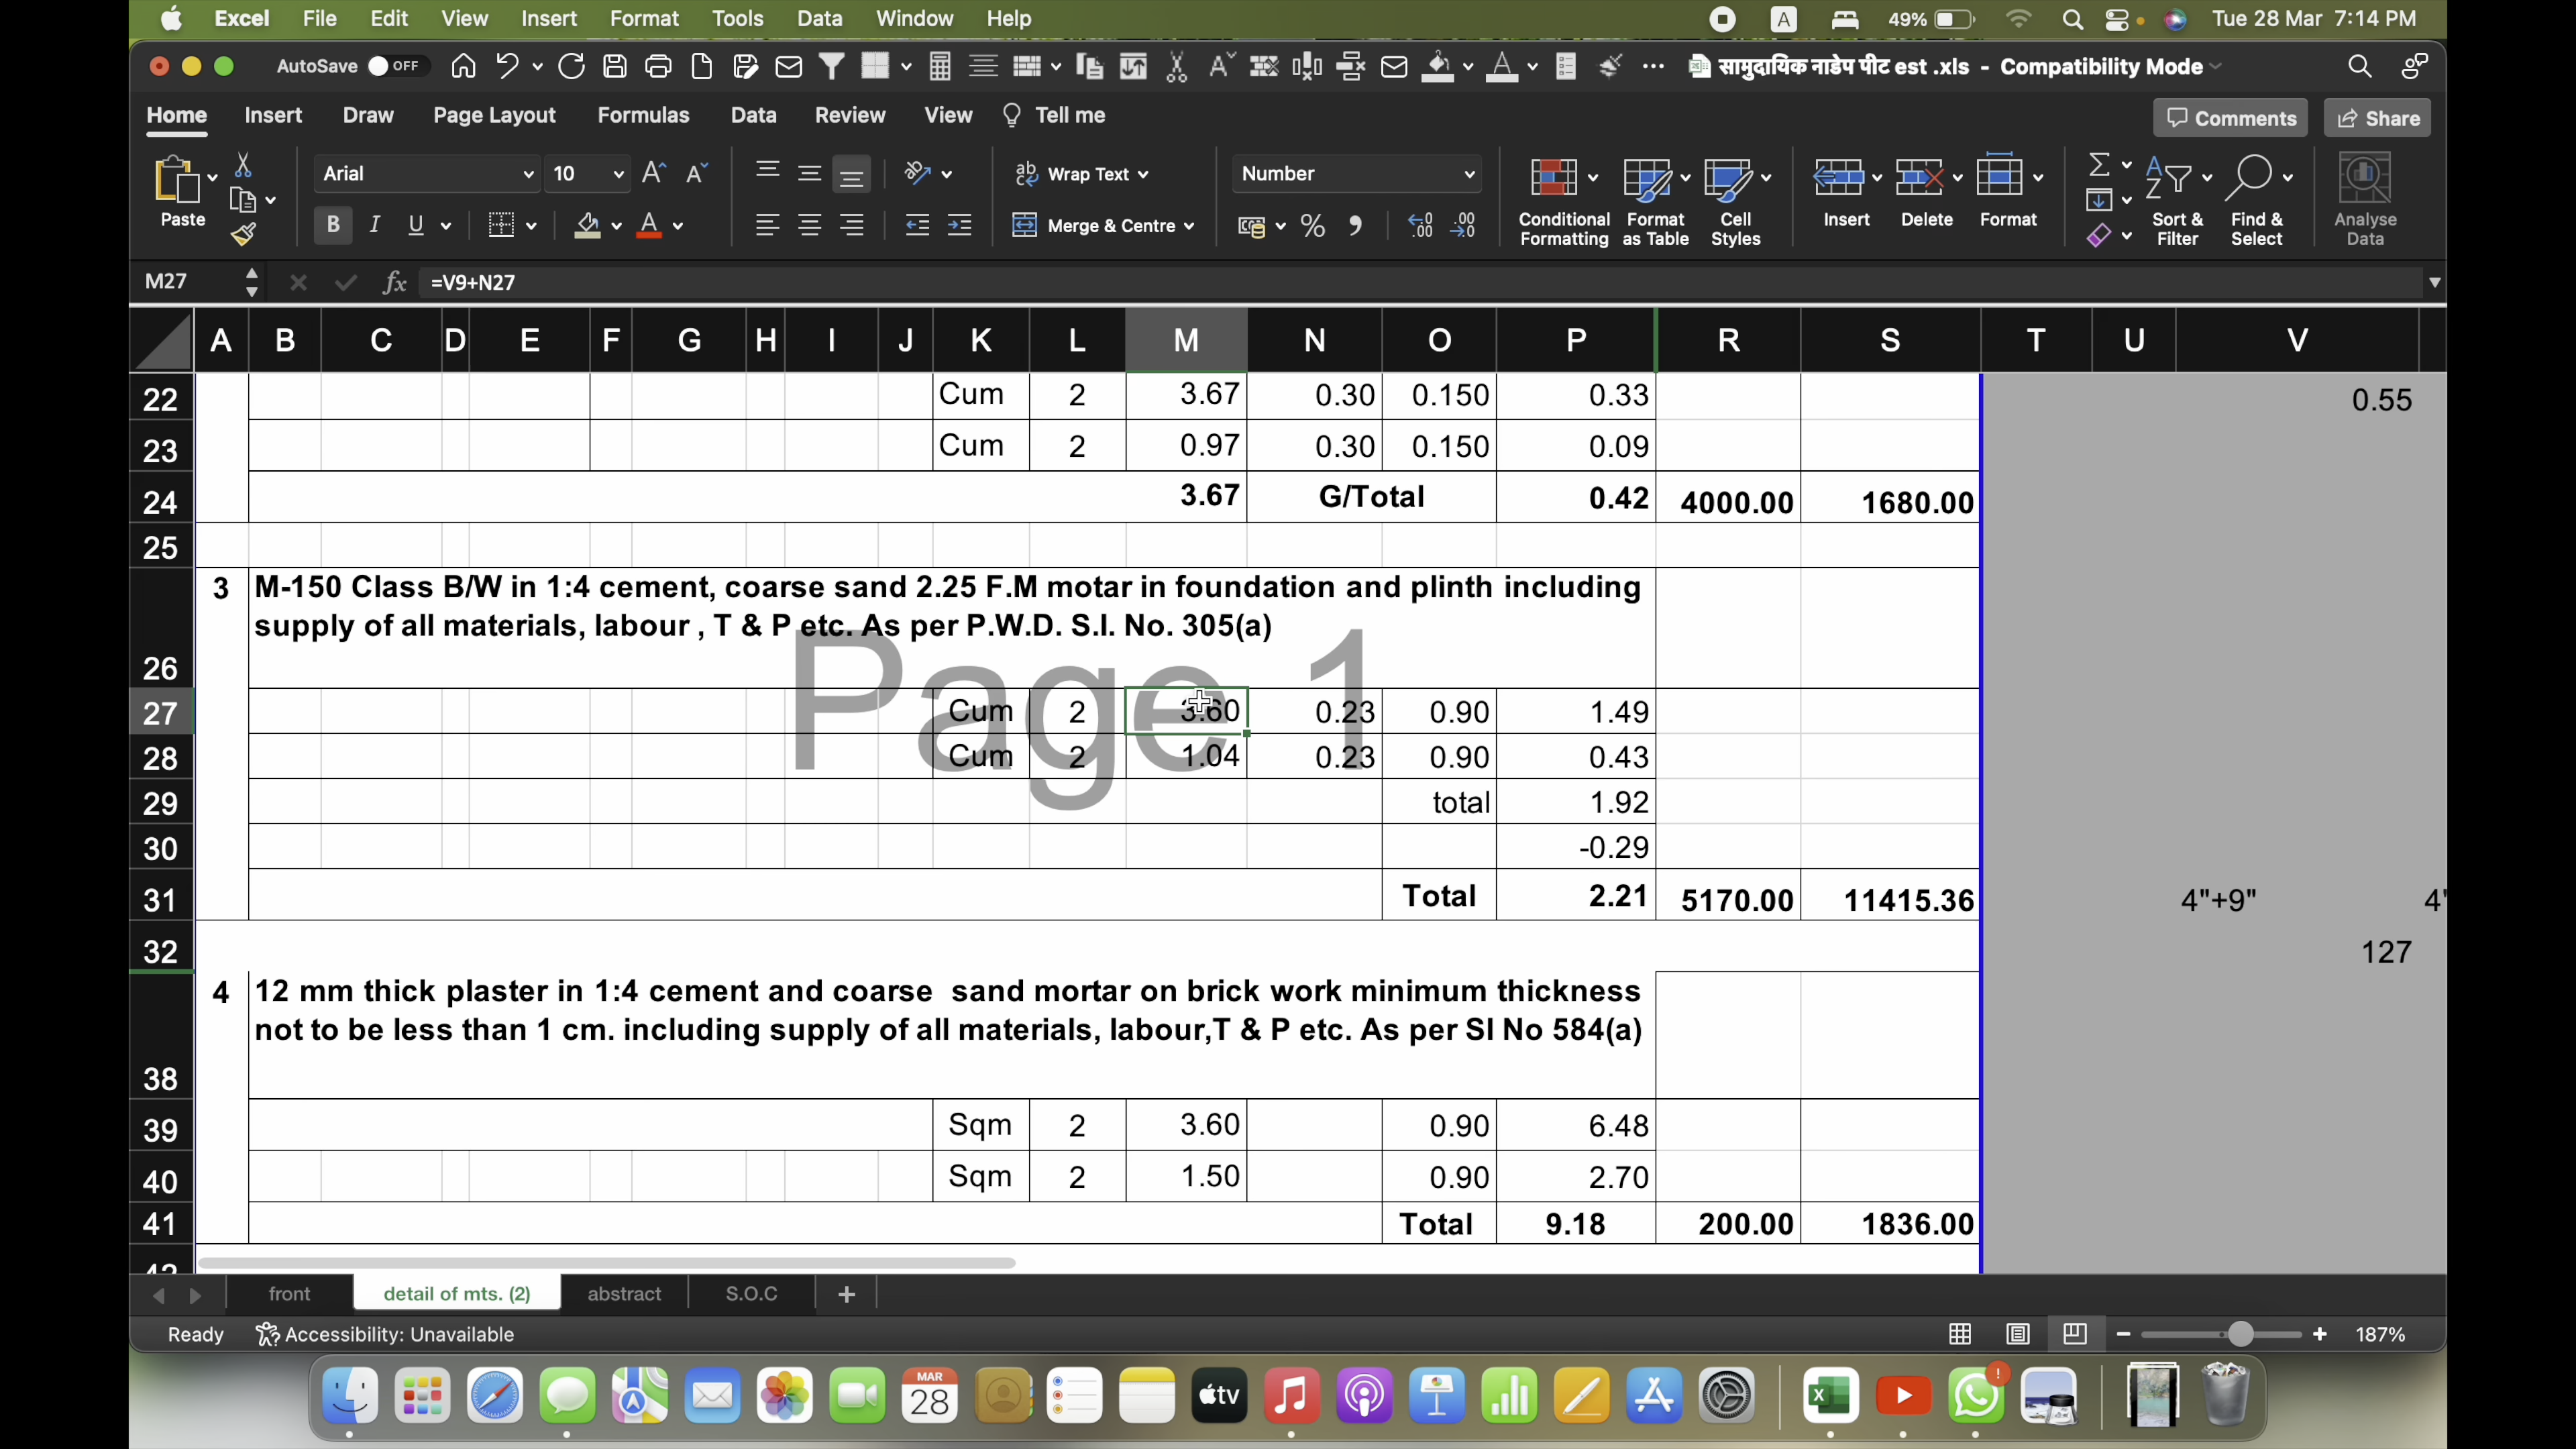 Excel File Edit View Insert Format Tools Data Window Help A 49% Tue 28 Mar 7:14 PM
AutoSave OFF सामुदायिक नाडेप पीट est .xls - Compatibility Mode
Home Insert Draw Page Layout Formulas Data Review View Tell me Comments Share
Paste Arial 10 Wrap Text Number Conditional Formatting Format as Table Cell Styles Insert Delete Format Sort & Filter Find & Select Analyse Data
B I U Merge & Centre
M27 fx =V9+N27
A B C D E F G H I J K L M N O P R S T U V
22 Cum 2 3.67 0.30 0.150 0.33 0.55
23 Cum 2 0.97 0.30 0.150 0.09
24 3.67 G/Total 0.42 4000.00 1680.00
25
26 3 M-150 Class B/W in 1:4 cement, coarse sand 2.25 F.M motar in foundation and plinth including
supply of all materials, labour , T & P etc. As per P.W.D. S.I. No. 305(a)
Page 1
27 Cum 2 3.60 0.23 0.90 1.49
28 Cum 2 1.04 0.23 0.90 0.43
29 total 1.92
30 -0.29
31 Total 2.21 5170.00 11415.36 4"+9" 4"
32 127
38 4 12 mm thick plaster in 1:4 cement and coarse sand mortar on brick work minimum thickness
not to be less than 1 cm. including supply of all materials, labour,T & P etc. As per SI No 584(a)
39 Sqm 2 3.60 0.90 6.48
40 Sqm 2 1.50 0.90 2.70
41 Total 9.18 200.00 1836.00
42
front detail of mts. (2) abstract S.O.C +
Ready Accessibility: Unavailable 187%
MAR 28 tv